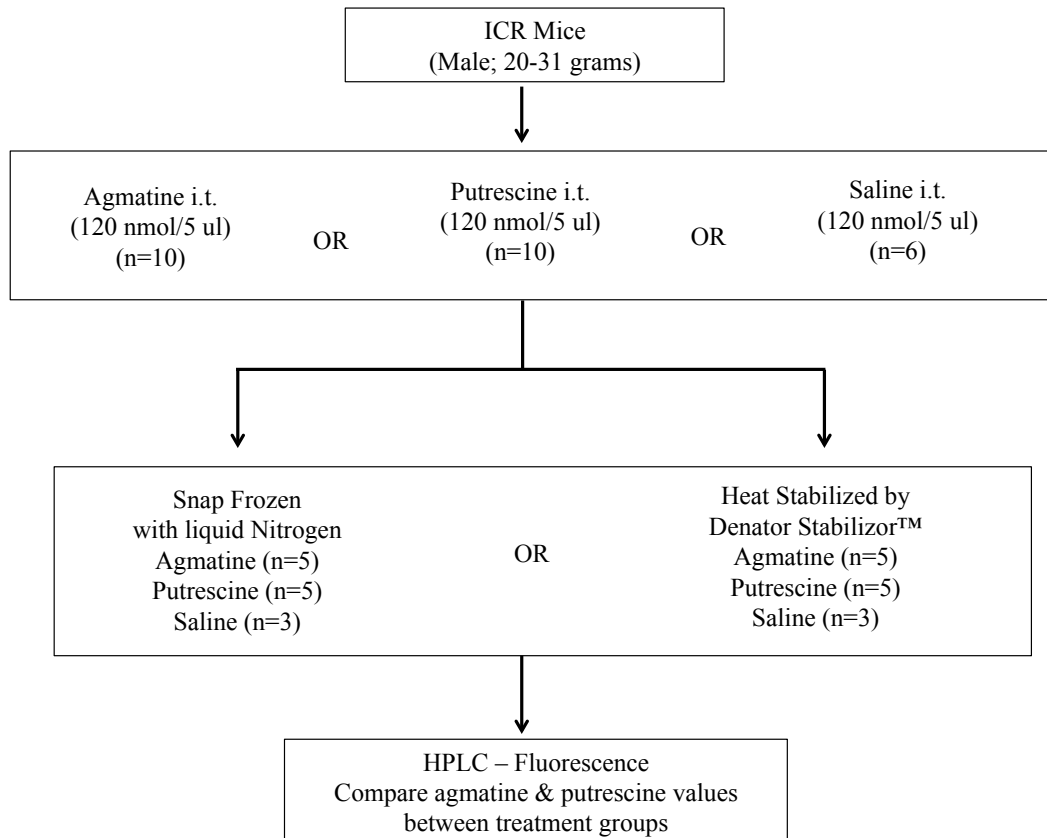 ICR Mice
(Male; 20-31 grams)
Agmatine i.t.
(120 nmol/5 ul)
(n=10)
OR
Putrescine i.t.
(120 nmol/5 ul)
(n=10)
OR
Saline i.t.
(120 nmol/5 ul)
(n=6)
Snap Frozen
with liquid Nitrogen
Agmatine (n=5)
Putrescine (n=5)
Saline (n=3)
OR
Heat Stabilized by
Denator Stabilizor™
Agmatine (n=5)
Putrescine (n=5)
Saline (n=3)
HPLC – Fluorescence
Compare agmatine & putrescine values
between treatment groups